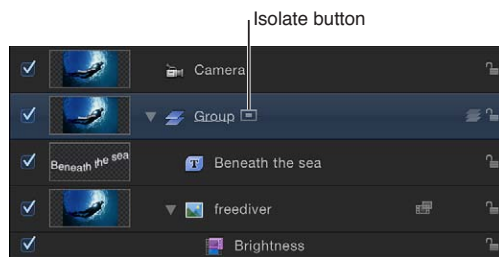 Isolate button
Camera
Group
Beneath the sea
T Beneath the sea
freediver
Brightness